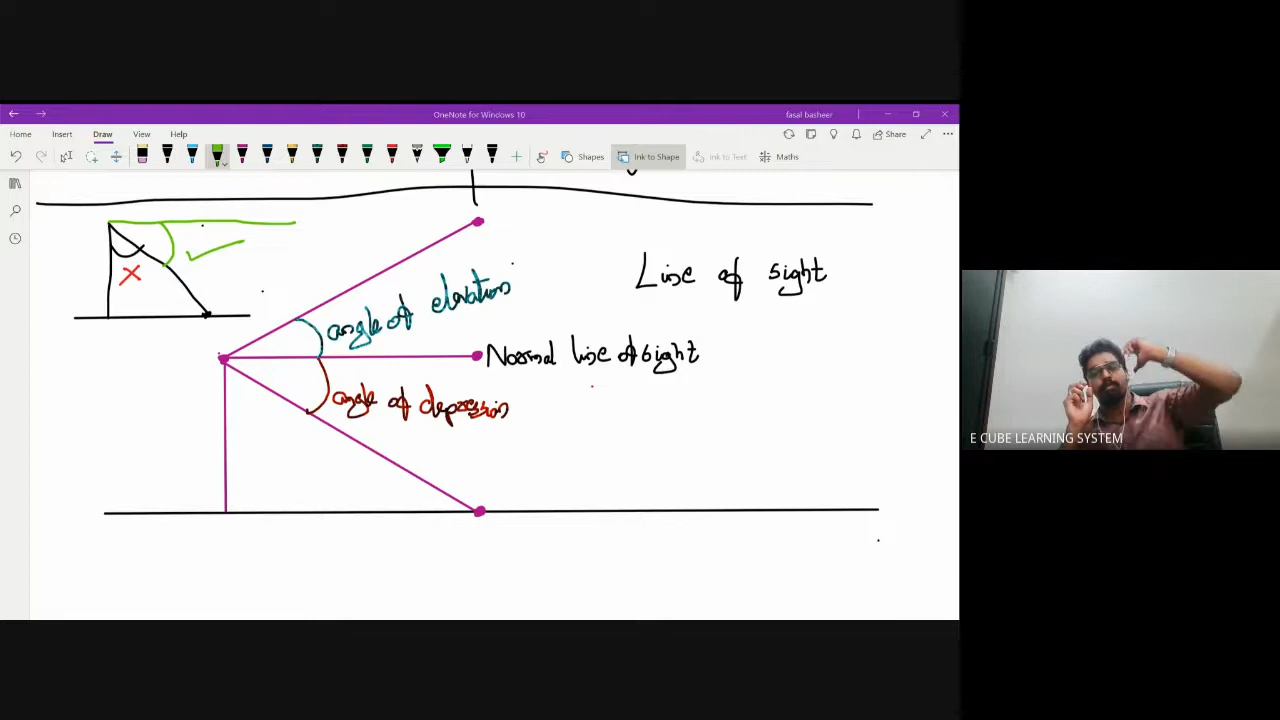 OneNote for Windows 10
fasal basheer
Home Insert Draw View Help
Share
Shapes
Ink to Shape
Ink to Text
Maths
Line of sight
angle of elevation
Normal line of sight
angle of depression
E CUBE LEARNING SYSTEM